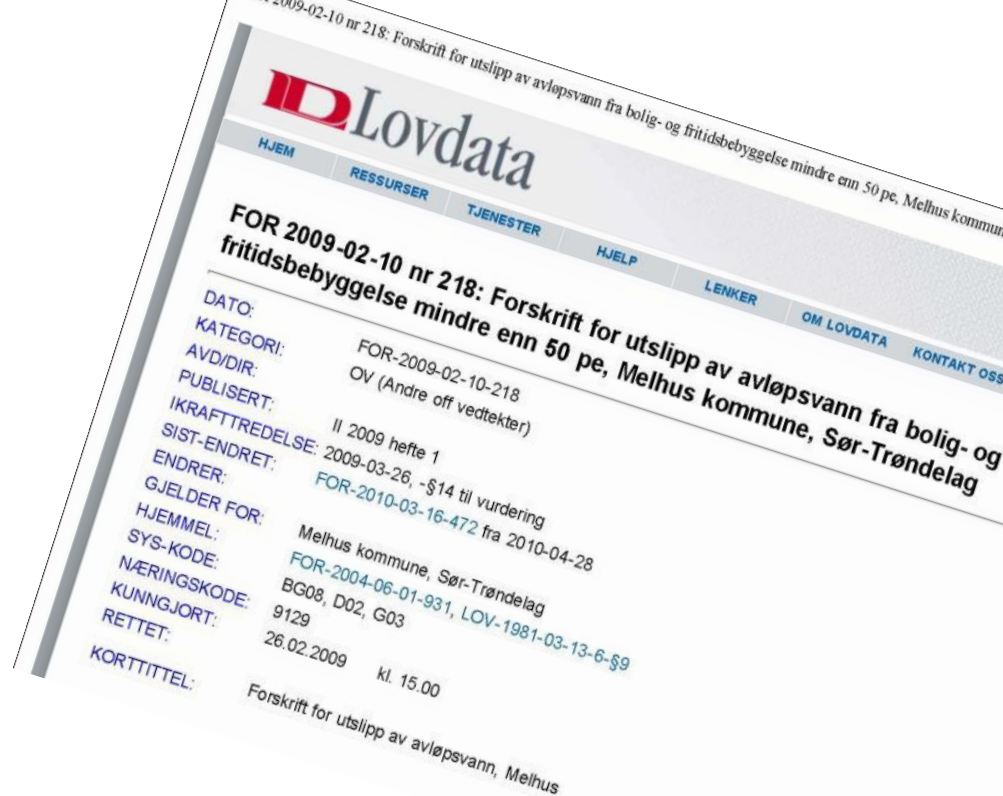 2009-02-10 nr 218: Forskrift for utslipp av avløpsvann fra bolig- og fritidsbebyggelse mindre enn 50 pe, Melhus kommun
LD Lovdata
HJEM RESSURSER TJENESTER HJELP LENKER OM LOVDATA KONTAKT OSS
FOR 2009-02-10 nr 218: Forskrift for utslipp av avløpsvann fra bolig- og
fritidsbebyggelse mindre enn 50 pe, Melhus kommune, Sør-Trøndelag
DATO: FOR-2009-02-10-218
KATEGORI: OV (Andre off vedtekter)
AVD/DIR:
PUBLISERT: II 2009 hefte 1
IKRAFTTREDELSE: 2009-03-26, -§14 til vurdering
SIST-ENDRET: FOR-2010-03-16-472 fra 2010-04-28
ENDRER:
GJELDER FOR: Melhus kommune, Sør-Trøndelag
HJEMMEL: FOR-2004-06-01-931, LOV-1981-03-13-6-§9
SYS-KODE: BG08, D02, G03
NÆRINGSKODE: 9129
KUNNGJORT: 26.02.2009 kl. 15.00
RETTET:
KORTTITTEL: Forskrift for utslipp av avløpsvann, Melhus